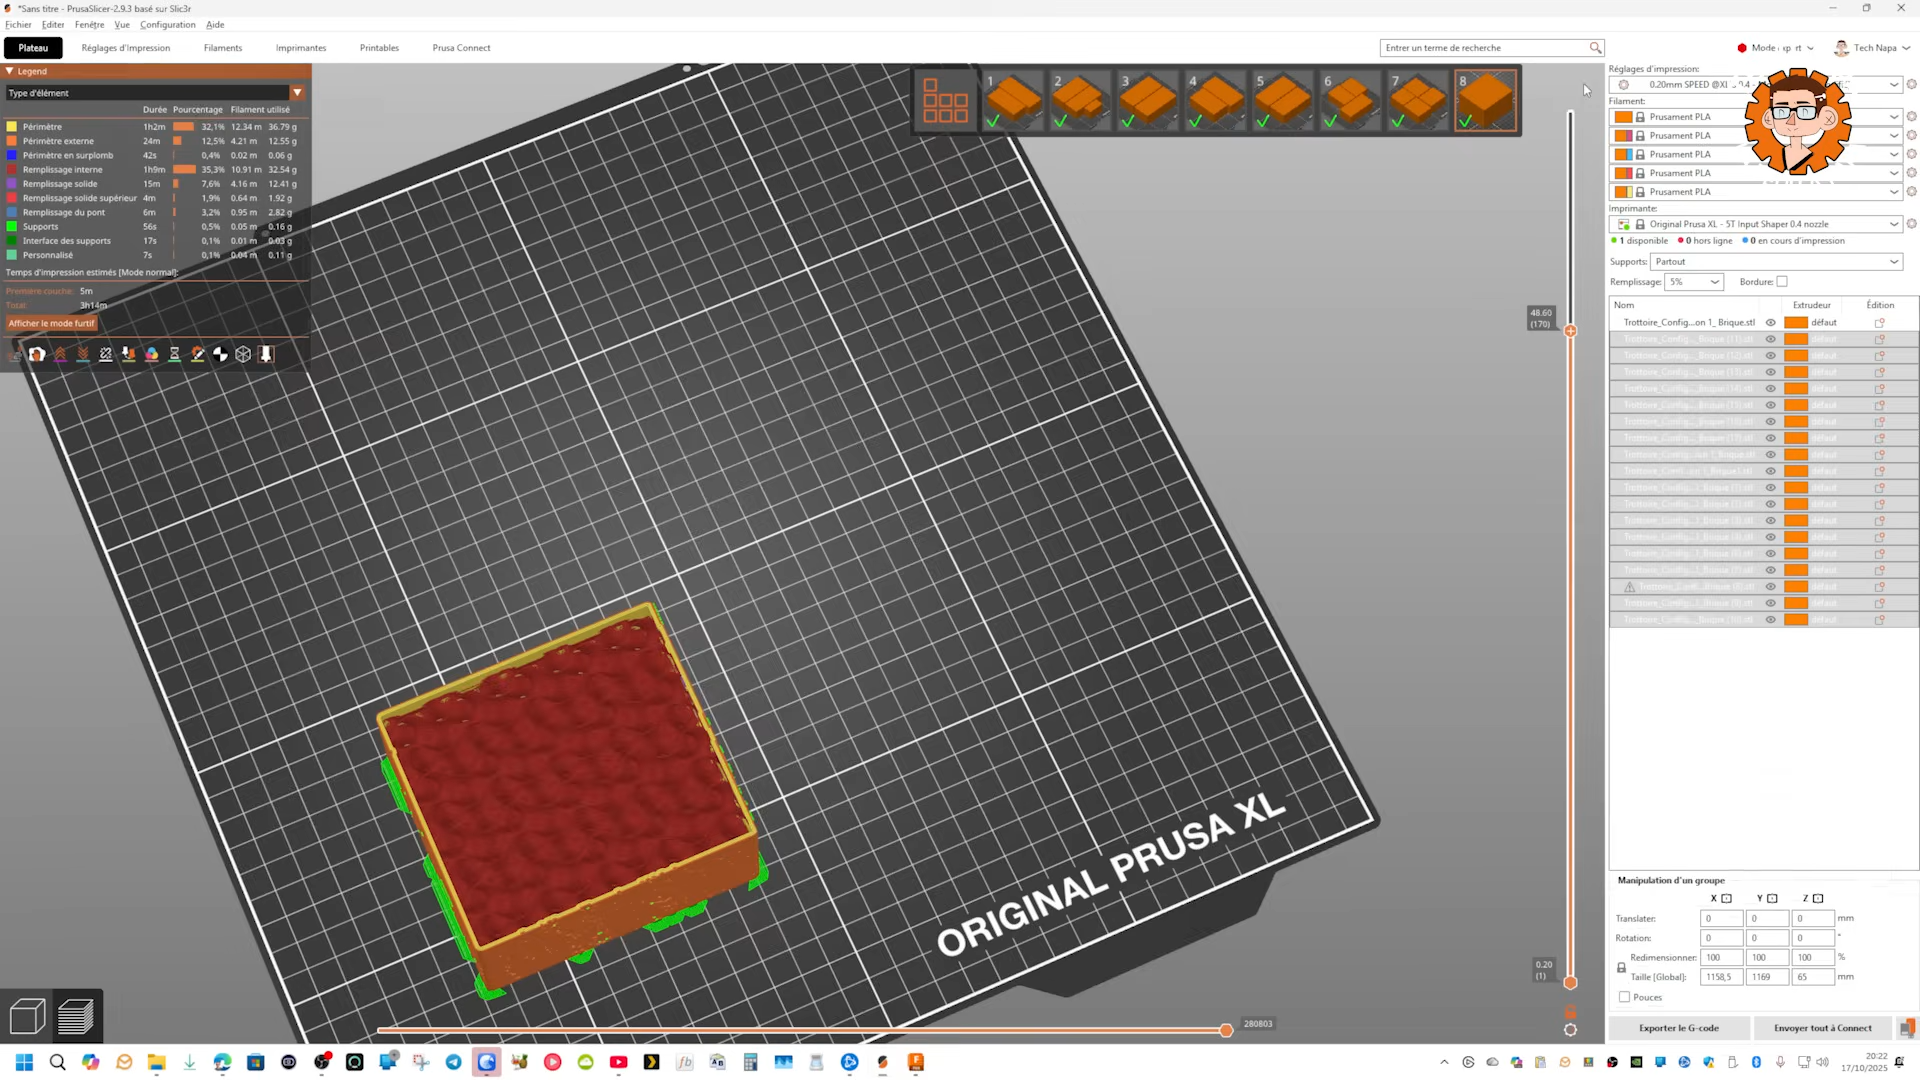 *Sans titre - PrusaSlicer-2.9.3 basé sur Slic3r
Fichier Editer Fenêtre Vue Configuration Aide
Plateau Réglages d'Impression Filaments Imprimantes Printables Prusa Connect
Entrer un terme de recherche
Tech Napa
Legend
Type d'élément
Durée Pourcentage Filament utilisé
Périmètre 1h2m 32,1% 12.34 m 36.79 g
Périmètre externe 24m 12,5% 4.21 m 12.55 g
Périmètre en surplomb 42s 0,4% 0.02 m 0.06 g
Remplissage interne 1h9m 35,3% 10.91 m 32.54 g
Remplissage solide 15m 7,6% 4.16 m 12.41 g
Remplissage solide supérieur 4m 1,9% 0.64 m 1.92 g
Remplissage du pont 6m 3,2% 0.95 m 2.82 g
Supports 56s 0,5% 0.05 m 0.16 g
Interface des supports 17s 0,1% 0.01 m 0.03 g
Personnalisé 7s 0,1% 0.04 m 0.11 g
Temps d'impression estimés [Mode normal]:
Première couche: 5m
Total: 3h14m
Afficher le mode furtif
1 2 3 4 5 6 7 8
48.60
(170)
0.20
(1)
280803
ORIGINAL PRUSA XL
Réglages d'impression:
0.20mm SPEED @XL
Filament:
Prusament PLA
Prusament PLA
Prusament PLA
Prusament PLA
Prusament PLA
Imprimante:
Original Prusa XL - 5T Input Shaper 0.4 nozzle
1 disponible 0 hors ligne 0 en cours d'impression
Supports: Partout
Remplissage: 5% Bordure:
Nom Extrudeur Édition
Trottoire_Config...on 1_ Brique.stl défaut
Manipulation d'un groupe
X Y Z
Translater: 0 0 0 mm
Rotation: 0 0 0 °
Redimensionner: 100 100 100 %
Taille [Global]: 1158,5 1169 65 mm
Pouces
Exporter le G-code Envoyer tout à Connect
20:22
17/10/2025